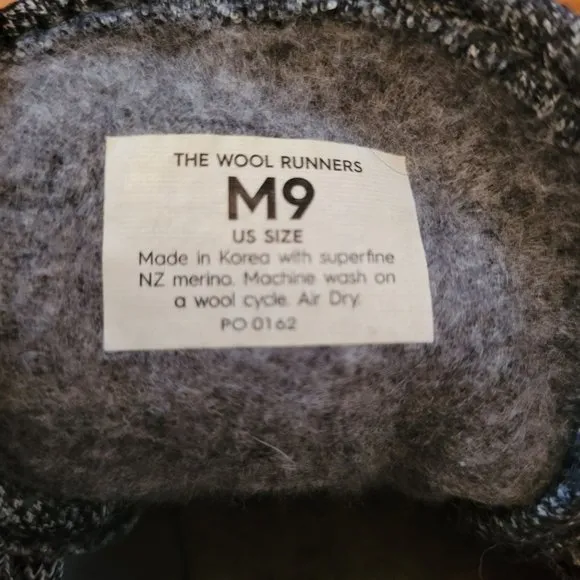 THE WOOL RUNNERS
M9
US SIZE
Made in Korea with superfine
NZ merino. Machine wash on
a wool cycle. Air Dry.
PO 0162